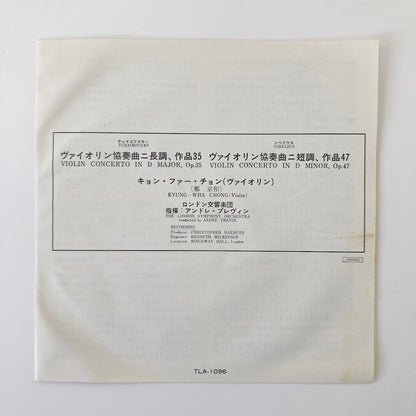 チャイコフスキー
TCHAIKOVSKY
ヴァイオリン協奏曲ニ長調、作品35
VIOLIN CONCERTO IN D MAJOR, Op.35
シベリウス
SIBELIUS
ヴァイオリン協奏曲ニ短調、作品47
VIOLIN CONCERTO IN D MINOR, Op.47
キョン・ファー・チョン(ヴァイオリン)
(鄭 京和)
KYUNG-WHA CHONG (Violin)
ロンドン交響楽団
指揮:アンドレ・プレヴィン
THE LONDON SYMPHONY ORCHESTRA
conducted by ANDRE PREVIN
RECORDING
Producer: CHRISTOPHER RAEBURN
Engineer: KENNETH WILKINSON
Location: KINGSWAY HALL, London
TLA-1096